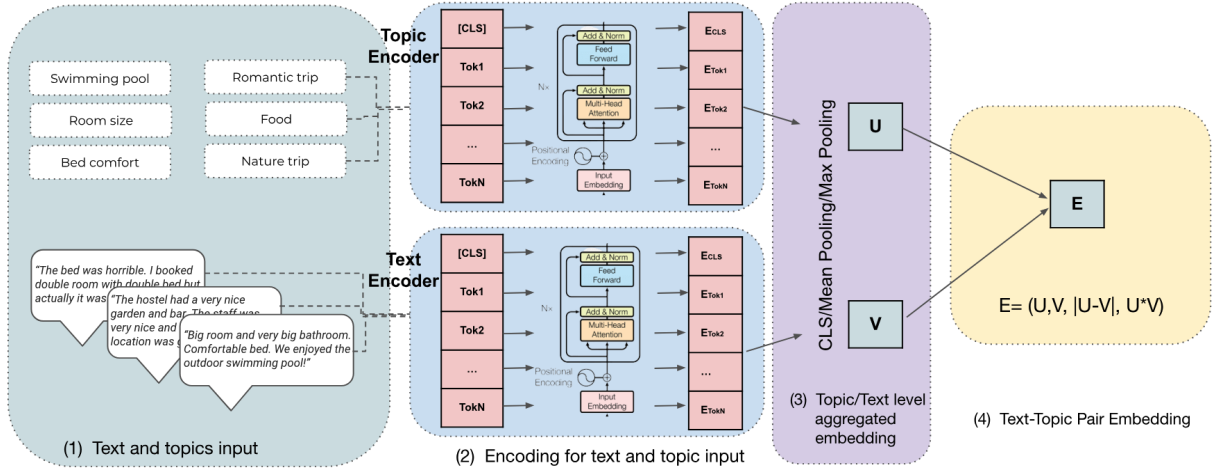 Swimming pool
Romantic trip
Room size
Food
Bed comfort
Nature trip
“The bed was horrible. I booked
double room with double bed but
actually it was
“The hostel had a very nice
garden and bar. The staff was
very nice and
location was
“Big room and very big bathroom.
Comfortable bed. We enjoyed the
outdoor swimming pool!”
(1) Text and topics input
Topic
Encoder
[CLS]
Tok1
Tok2
...
TokN
Add & Norm
Feed
Forward
N×
Add & Norm
Multi-Head
Attention
Positional
Encoding
Input
Embedding
ECLS
ETok1
ETok2
...
ETokN
Text
Encoder
[CLS]
Tok1
Tok2
...
TokN
Add & Norm
Feed
Forward
N×
Add & Norm
Multi-Head
Attention
Positional
Encoding
Input
Embedding
ECLS
ETok1
ETok2
...
ETokN
(2) Encoding for text and topic input
CLS/Mean Pooling/Max Pooling
U
V
(3) Topic/Text level
aggregated
embedding
E
E= (U,V, |U-V|, U*V)
(4) Text-Topic Pair Embedding